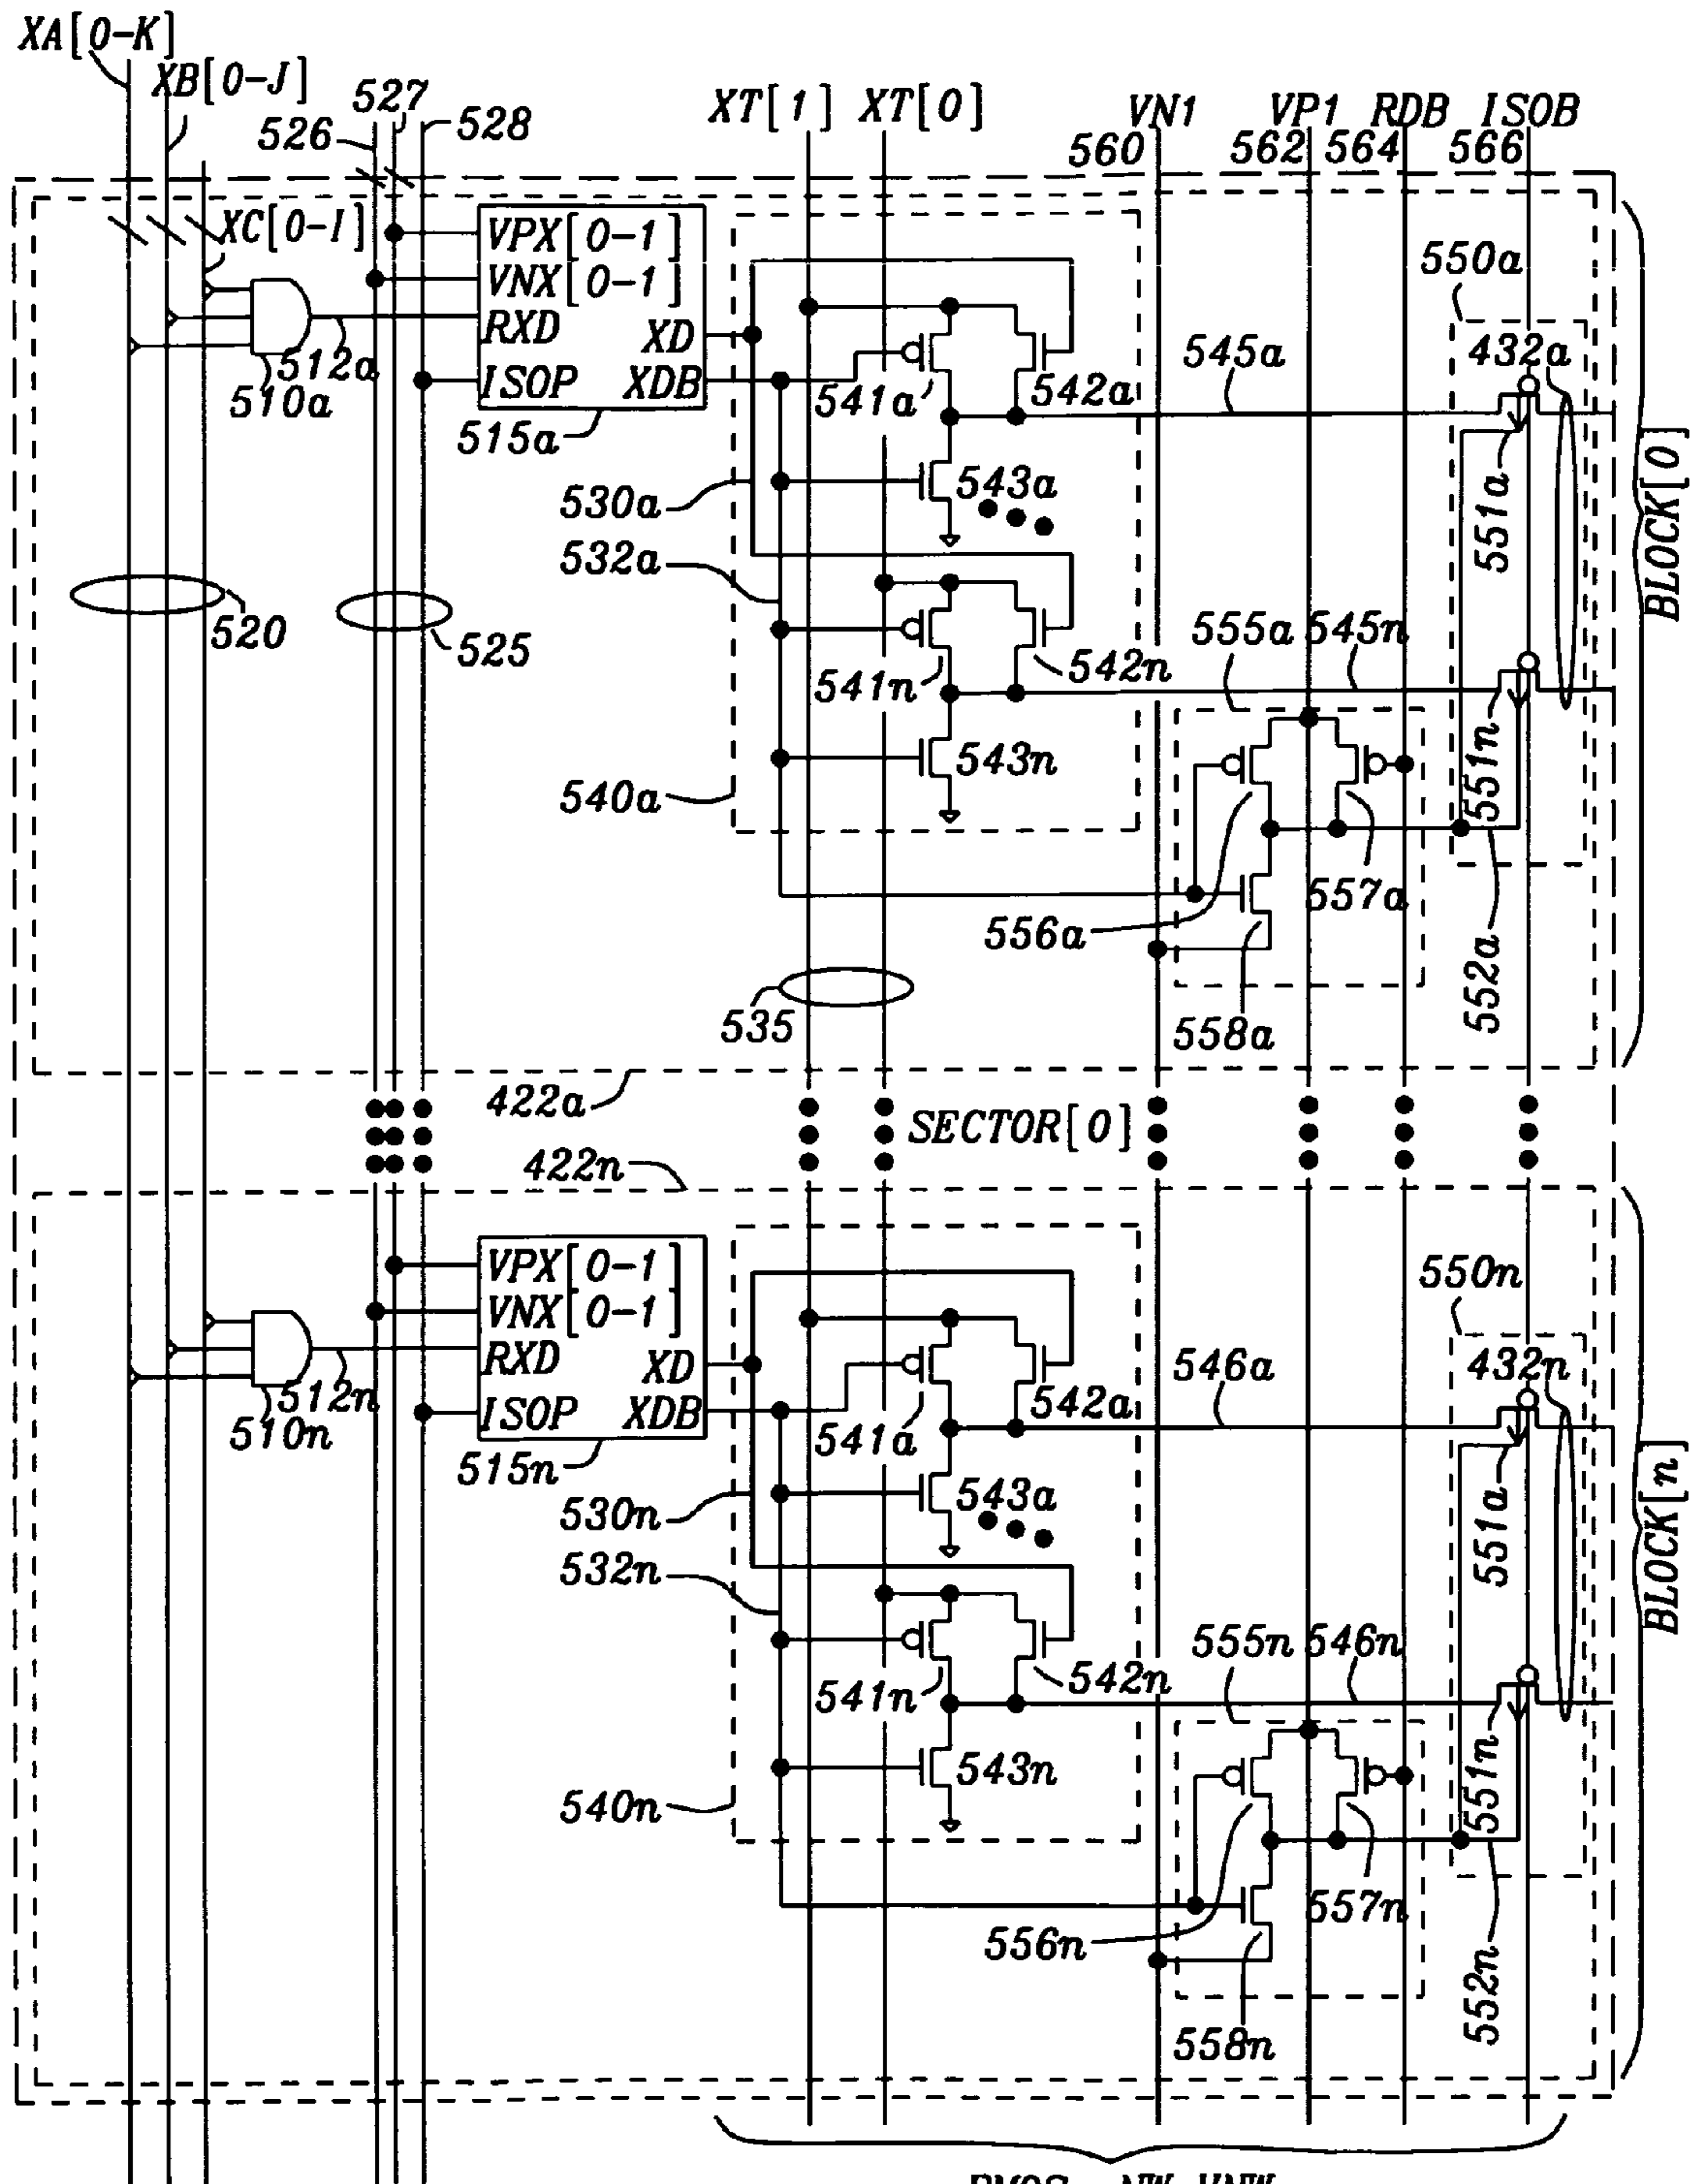 XA[0-K]
XB[0-J]
XC[0-I]
526
527
528
XT[1]
XT[0]
VN1
560
VP1
562
RDB
564
ISOB
566
VPX[0-1]
VNX[0-1]
RXD
XD
ISOP
XDB
512a
510a
515a
541a
542a
545a
550a
432a
551a
BLOCK[0]
530a
543a
532a
520
525
541n
542n
555a
545n
551n
543n
540a
557a
556a
552a
535
558a
422a
SECTOR[0]
422n
VPX[0-1]
VNX[0-1]
RXD
XD
ISOP
XDB
512n
510n
515n
541a
542a
546a
550n
432n
551a
BLOCK[n]
530n
543a
532n
541n
542n
555n
546n
551n
543n
540n
557n
556n
552n
558n